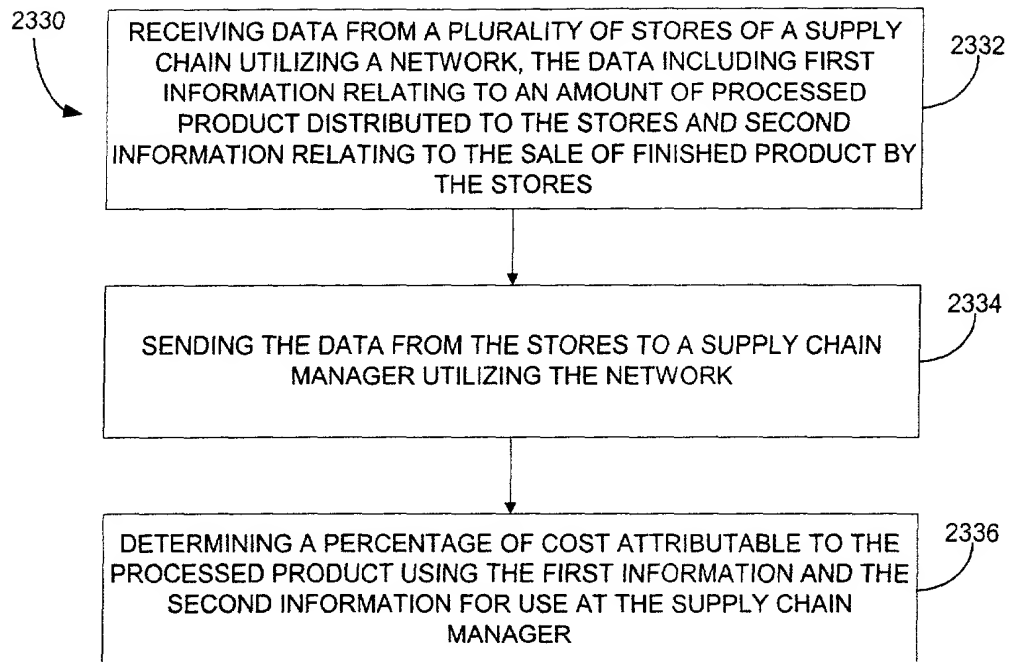 2330
RECEIVING DATA FROM A PLURALITY OF STORES OF A SUPPLY
CHAIN UTILIZING A NETWORK, THE DATA INCLUDING FIRST
INFORMATION RELATING TO AN AMOUNT OF PROCESSED
PRODUCT DISTRIBUTED TO THE STORES AND SECOND
INFORMATION RELATING TO THE SALE OF FINISHED PRODUCT BY
THE STORES
2332
SENDING THE DATA FROM THE STORES TO A SUPPLY CHAIN
MANAGER UTILIZING THE NETWORK
2334
DETERMINING A PERCENTAGE OF COST ATTRIBUTABLE TO THE
PROCESSED PRODUCT USING THE FIRST INFORMATION AND THE
SECOND INFORMATION FOR USE AT THE SUPPLY CHAIN
MANAGER
2336